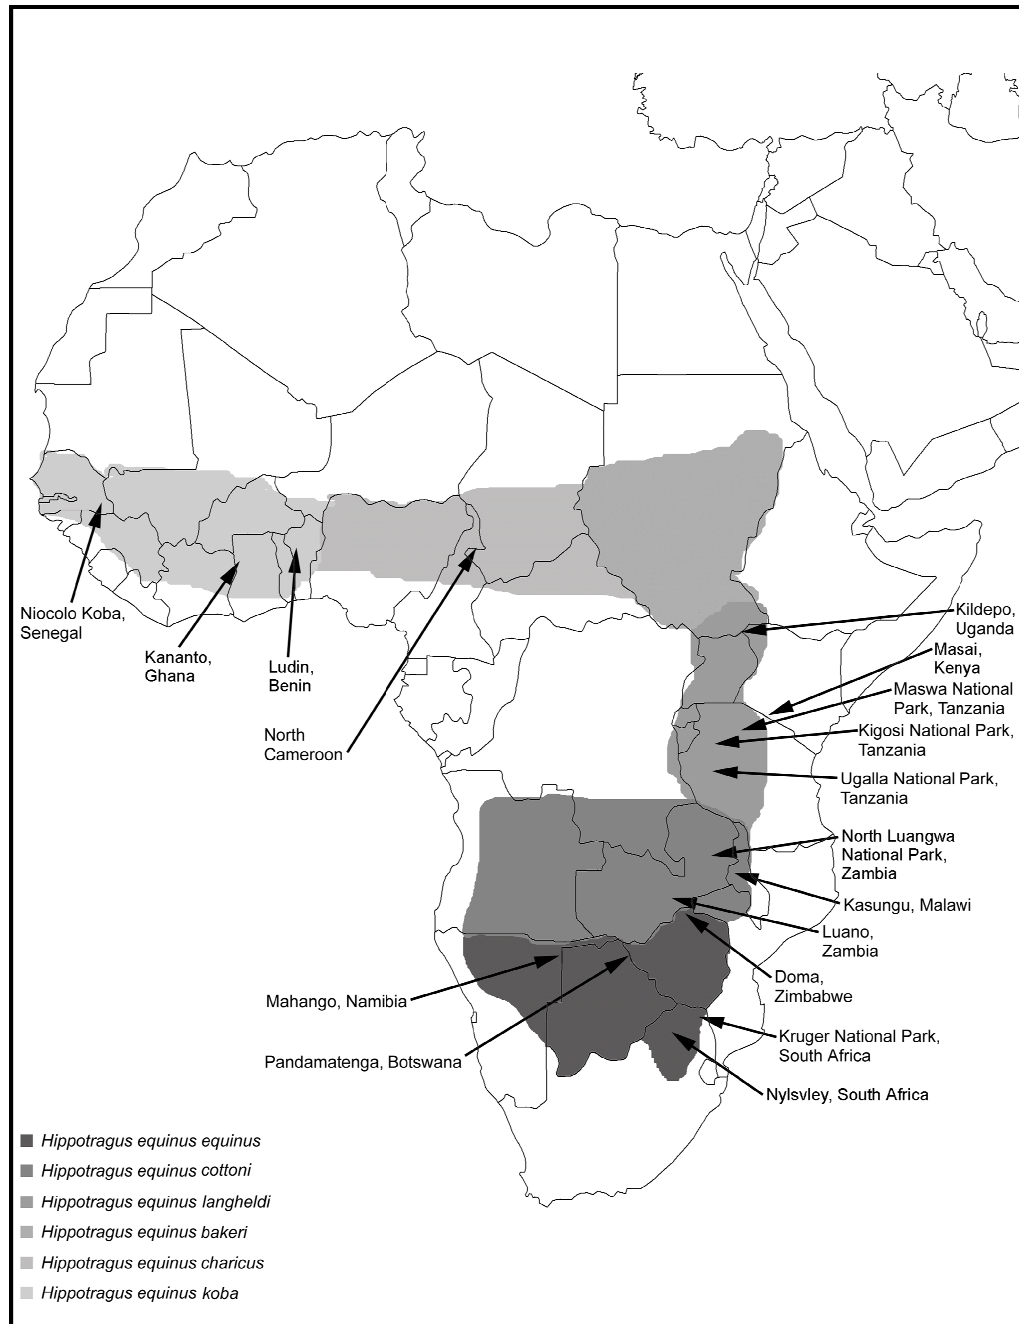 Niocolo Koba,
Senegal
Kananto,
Ghana
Ludin,
Benin
North
Cameroon
Kildepo,
Uganda
Masai,
Kenya
Maswa National
Park, Tanzania
Kigosi National Park,
Tanzania
Ugalla National Park,
Tanzania
North Luangwa
National Park,
Zambia
Kasungu, Malawi
Luano,
Zambia
Doma,
Zimbabwe
Mahango, Namibia
Pandamatenga, Botswana
Kruger National Park,
South Africa
Nylsvley, South Africa
Hippotragus equinus equinus
Hippotragus equinus cottoni
Hippotragus equinus langheldi
Hippotragus equinus bakeri
Hippotragus equinus charicus
Hippotragus equinus koba